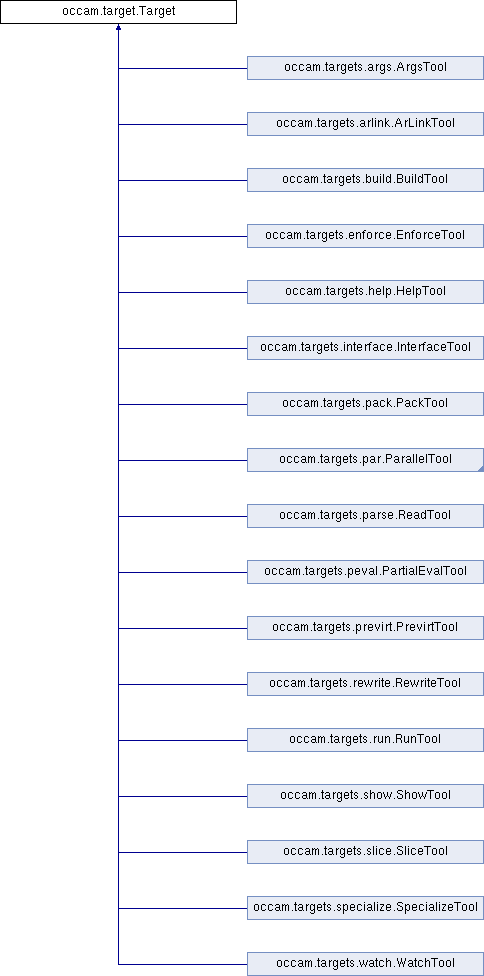 occam.target.Target
occam.targets.args.ArgsTool
occam.targets.arlink.ArLinkTool
occam.targets.build.BuildTool
occam.targets.enforce.EnforceTool
occam.targets.help.HelpTool
occam.targets.interface.InterfaceTool
occam.targets.pack.PackTool
occam.targets.par.ParallelTool
occam.targets.parse.ReadTool
occam.targets.peval.PartialEvalTool
occam.targets.previrt.PrevirtTool
occam.targets.rewrite.RewriteTool
occam.targets.run.RunTool
occam.targets.show.ShowTool
occam.targets.slice.SliceTool
occam.targets.specialize.SpecializeTool
occam.targets.watch.WatchTool